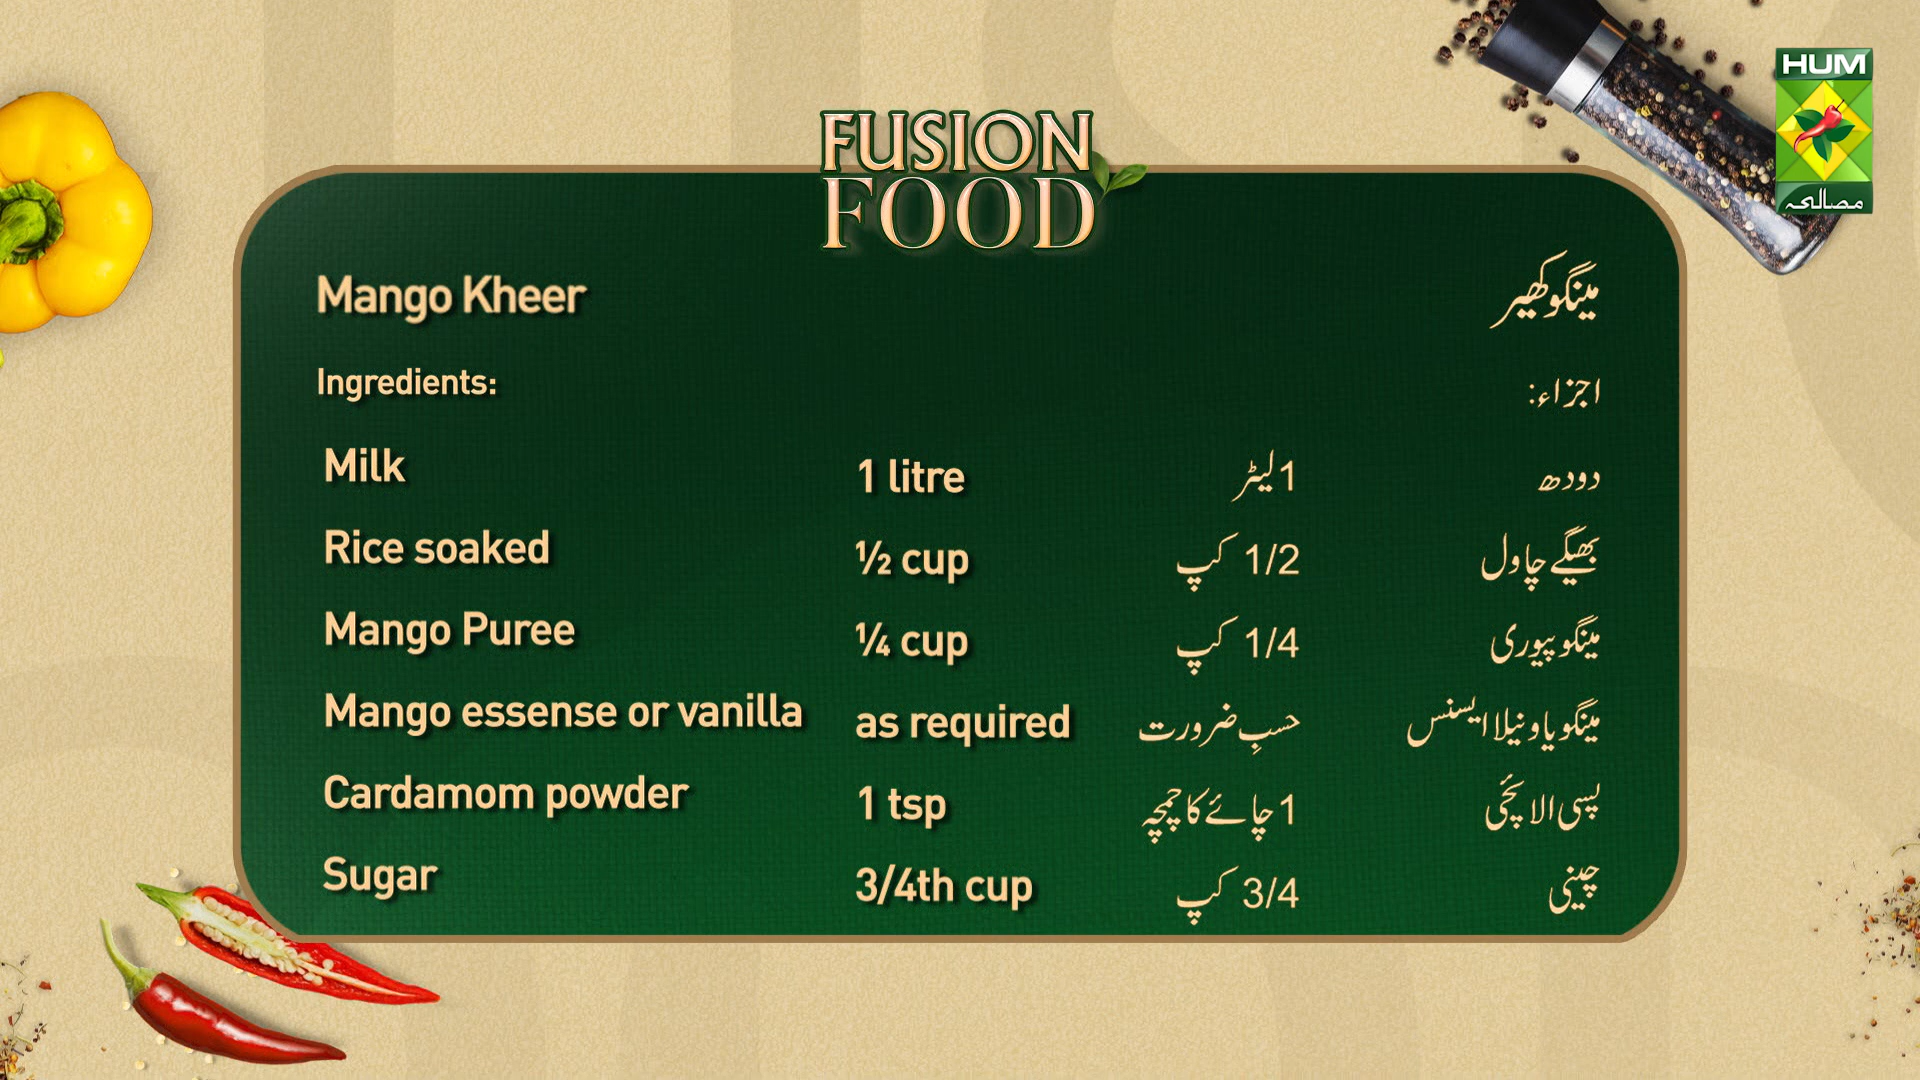 HUM
مصالحہ
FUSION
FOOD
Mango Kheer مینگو کھیر
Ingredients: اجزاء:
Milk 1 litre 1 لیٹر دودھ
Rice soaked ½ cup 1/2 کپ بھیگے چاول
Mango Puree ¼ cup 1/4 کپ مینگو پیوری
Mango essense or vanilla as required حسبِ ضرورت مینگو یا ونیلا ایسنس
Cardamom powder 1 tsp 1 چائے کا چمچہ پسی الائچی
Sugar 3/4th cup 3/4 کپ چینی